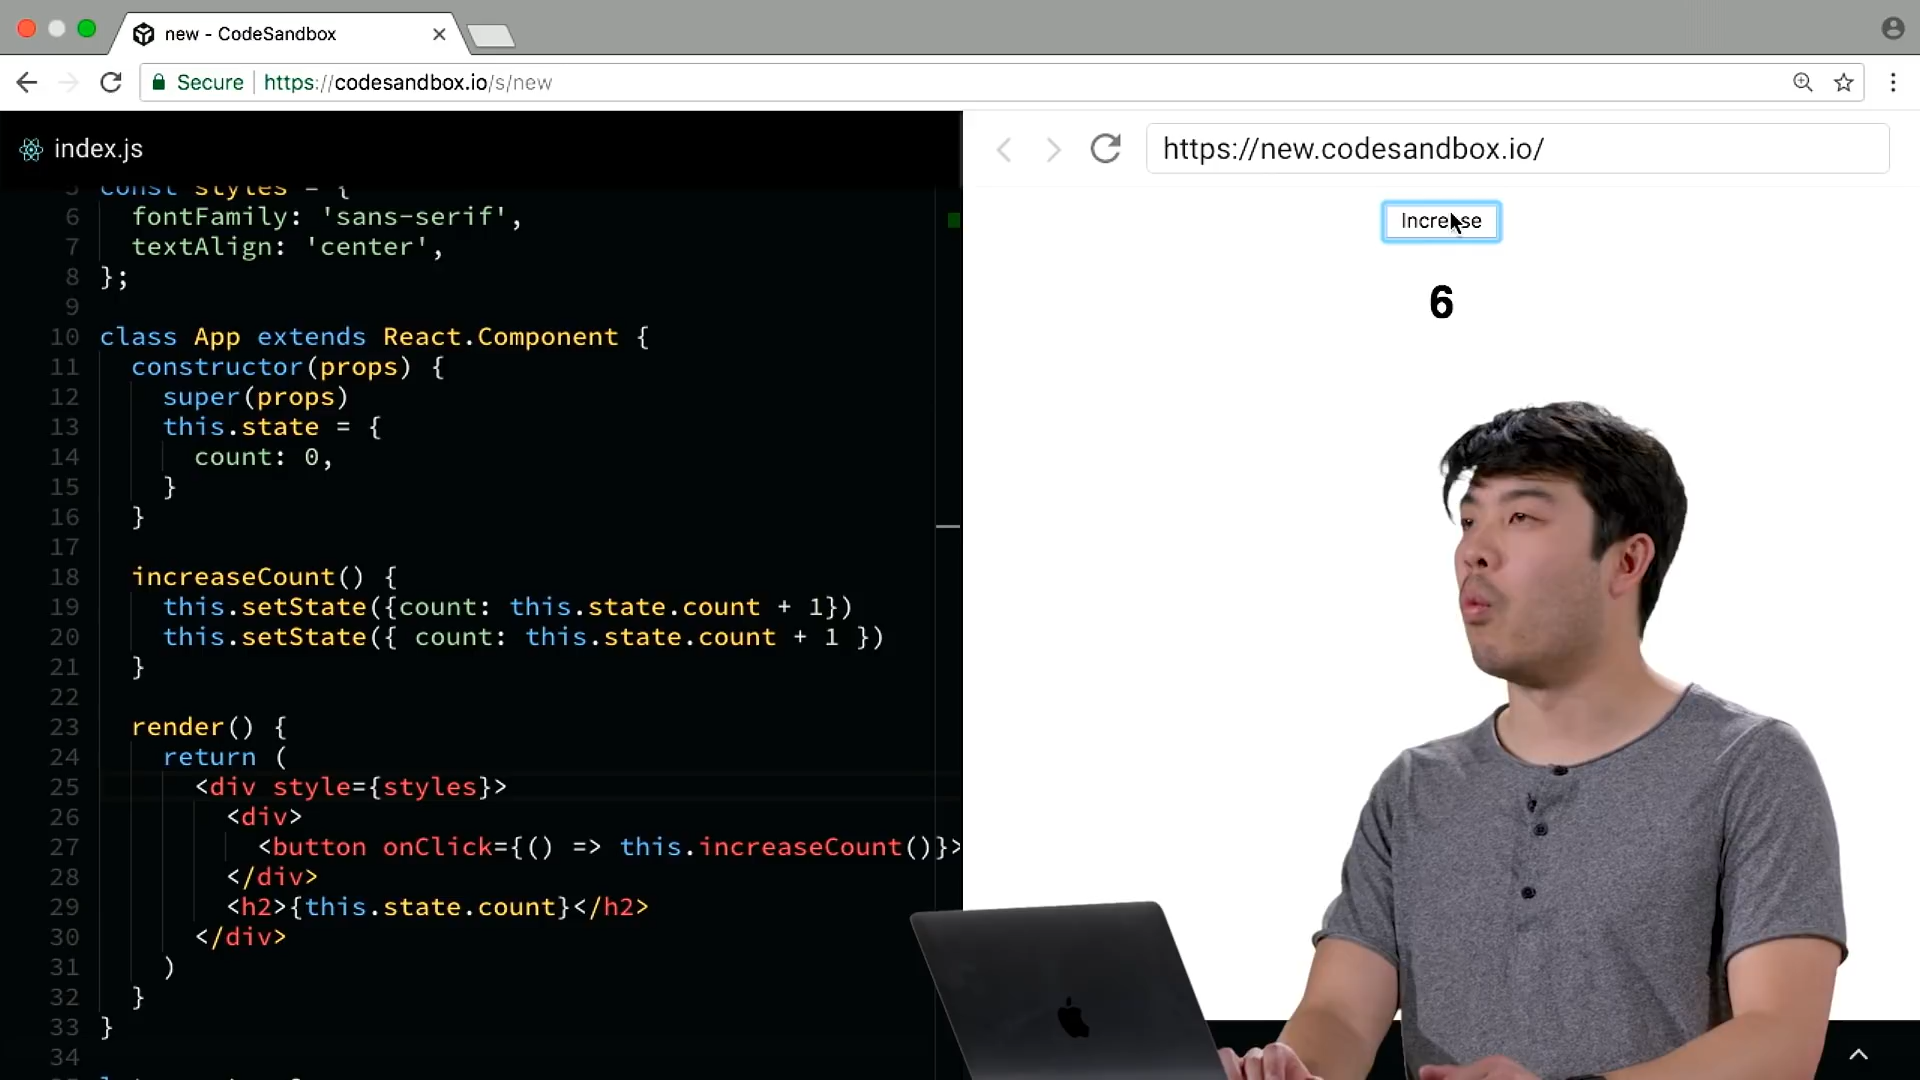 new - CodeSandbox
Secure
https://codesandbox.io/s/new
index.js
https://new.codesandbox.io/
Increase
6
5 const styles = {
6 fontFamily: 'sans-serif',
7 textAlign: 'center',
8 };
9
10 class App extends React.Component {
11 constructor(props) {
12 super(props)
13 this.state = {
14 count: 0,
15 }
16 }
17
18 increaseCount() {
19 this.setState({count: this.state.count + 1})
20 this.setState({ count: this.state.count + 1 })
21 }
22
23 render() {
24 return (
25 <div style={styles}>
26 <div>
27 <button onClick={() => this.increaseCount()}>
28 </div>
29 <h2>{this.state.count}</h2>
30 </div>
31 )
32 }
33 }
34